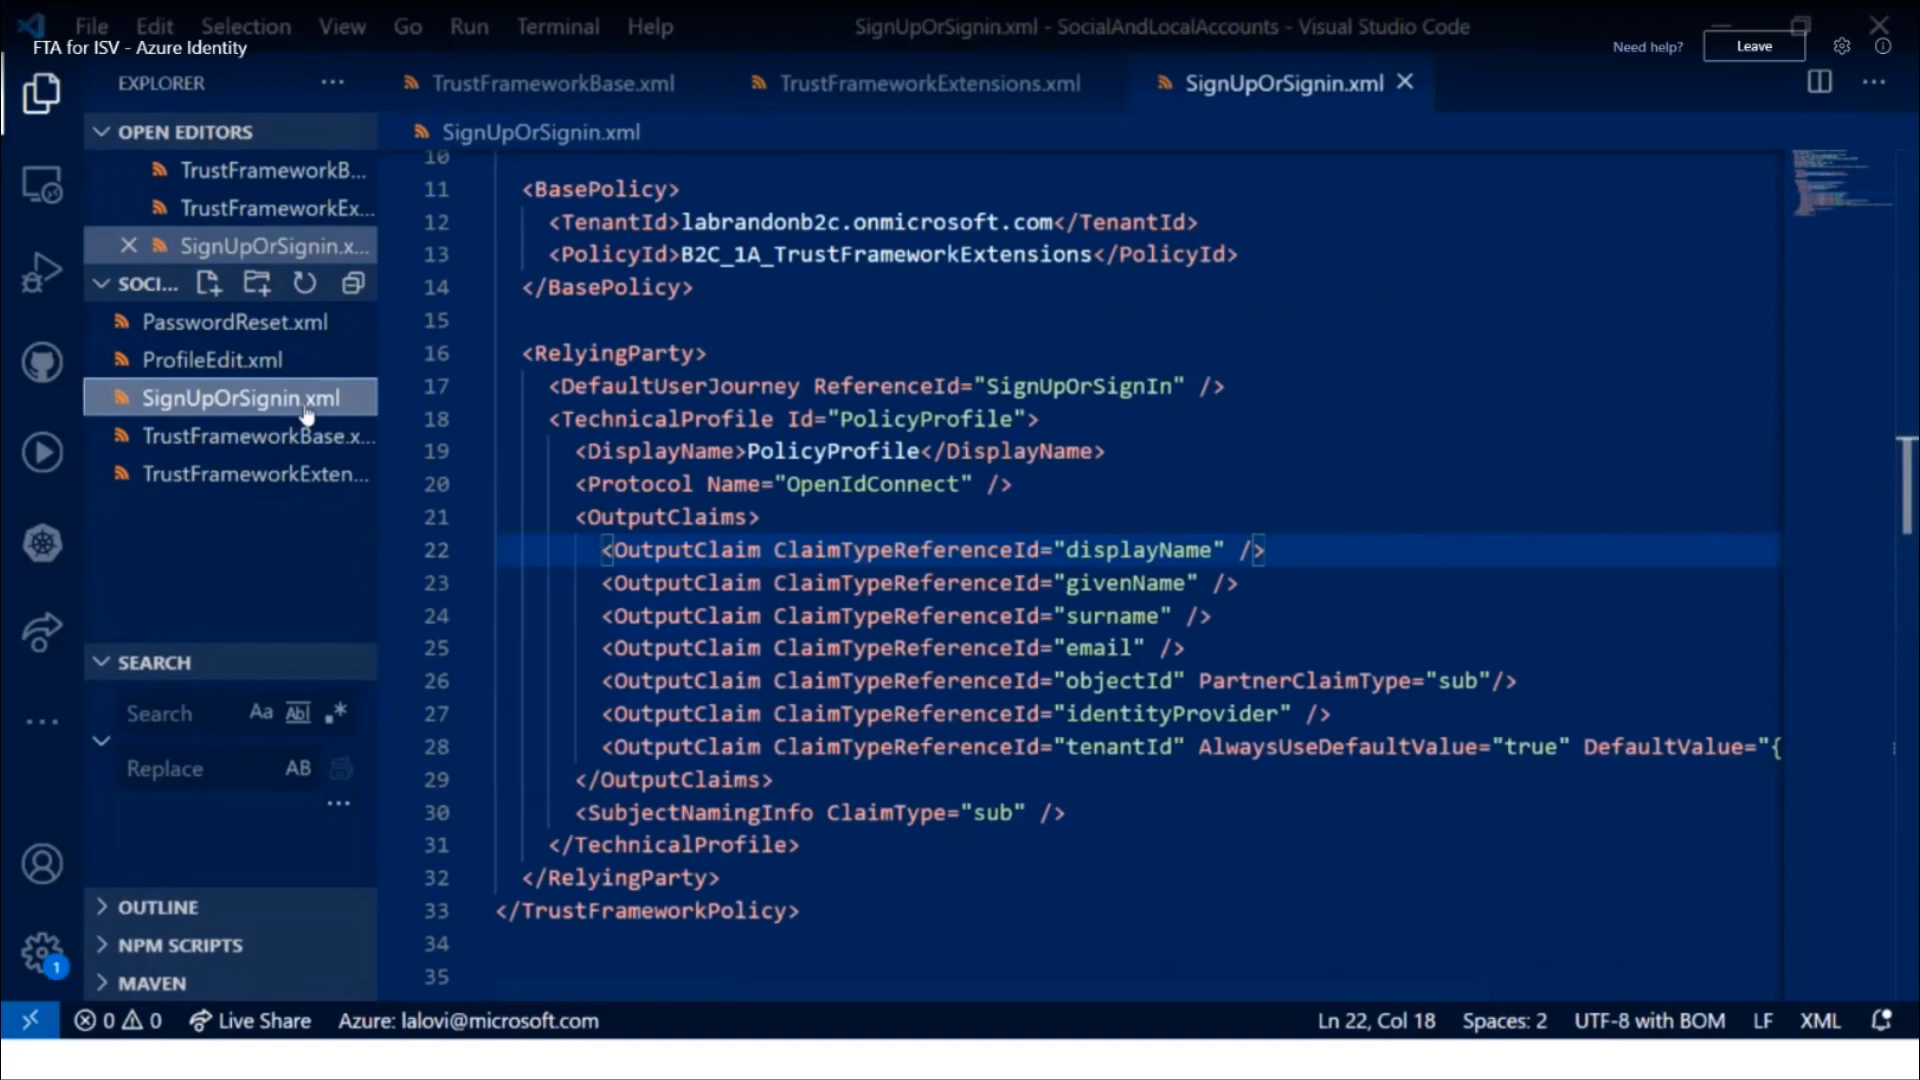 File Edit Selection View Go Run Terminal Help SignUpOrSignin.xml - SocialAndLocalAccounts - Visual Studio Code
FTA for ISV - Azure Identity
Need help? Leave
EXPLORER ...
TrustFrameworkBase.xml TrustFrameworkExtensions.xml SignUpOrSignin.xml
OPEN EDITORS
TrustFrameworkB...
TrustFrameworkEx...
SignUpOrSignin.x...
SOCI...
PasswordReset.xml
ProfileEdit.xml
SignUpOrSignin.xml
TrustFrameworkBase.x...
TrustFrameworkExten...
SEARCH
Search Aa Abl .*
Replace AB
...
OUTLINE
NPM SCRIPTS
MAVEN
1
SignUpOrSignin.xml
10
11 <BasePolicy>
12 <TenantId>labrandonb2c.onmicrosoft.com</TenantId>
13 <PolicyId>B2C_1A_TrustFrameworkExtensions</PolicyId>
14 </BasePolicy>
15
16 <RelyingParty>
17 <DefaultUserJourney ReferenceId="SignUpOrSignIn" />
18 <TechnicalProfile Id="PolicyProfile">
19 <DisplayName>PolicyProfile</DisplayName>
20 <Protocol Name="OpenIdConnect" />
21 <OutputClaims>
22 <OutputClaim ClaimTypeReferenceId="displayName" />
23 <OutputClaim ClaimTypeReferenceId="givenName" />
24 <OutputClaim ClaimTypeReferenceId="surname" />
25 <OutputClaim ClaimTypeReferenceId="email" />
26 <OutputClaim ClaimTypeReferenceId="objectId" PartnerClaimType="sub"/>
27 <OutputClaim ClaimTypeReferenceId="identityProvider" />
28 <OutputClaim ClaimTypeReferenceId="tenantId" AlwaysUseDefaultValue="true" DefaultValue="{
29 </OutputClaims>
30 <SubjectNamingInfo ClaimType="sub" />
31 </TechnicalProfile>
32 </RelyingParty>
33 </TrustFrameworkPolicy>
34
35
0 0 Live Share Azure: lalovi@microsoft.com Ln 22, Col 18 Spaces: 2 UTF-8 with BOM LF XML